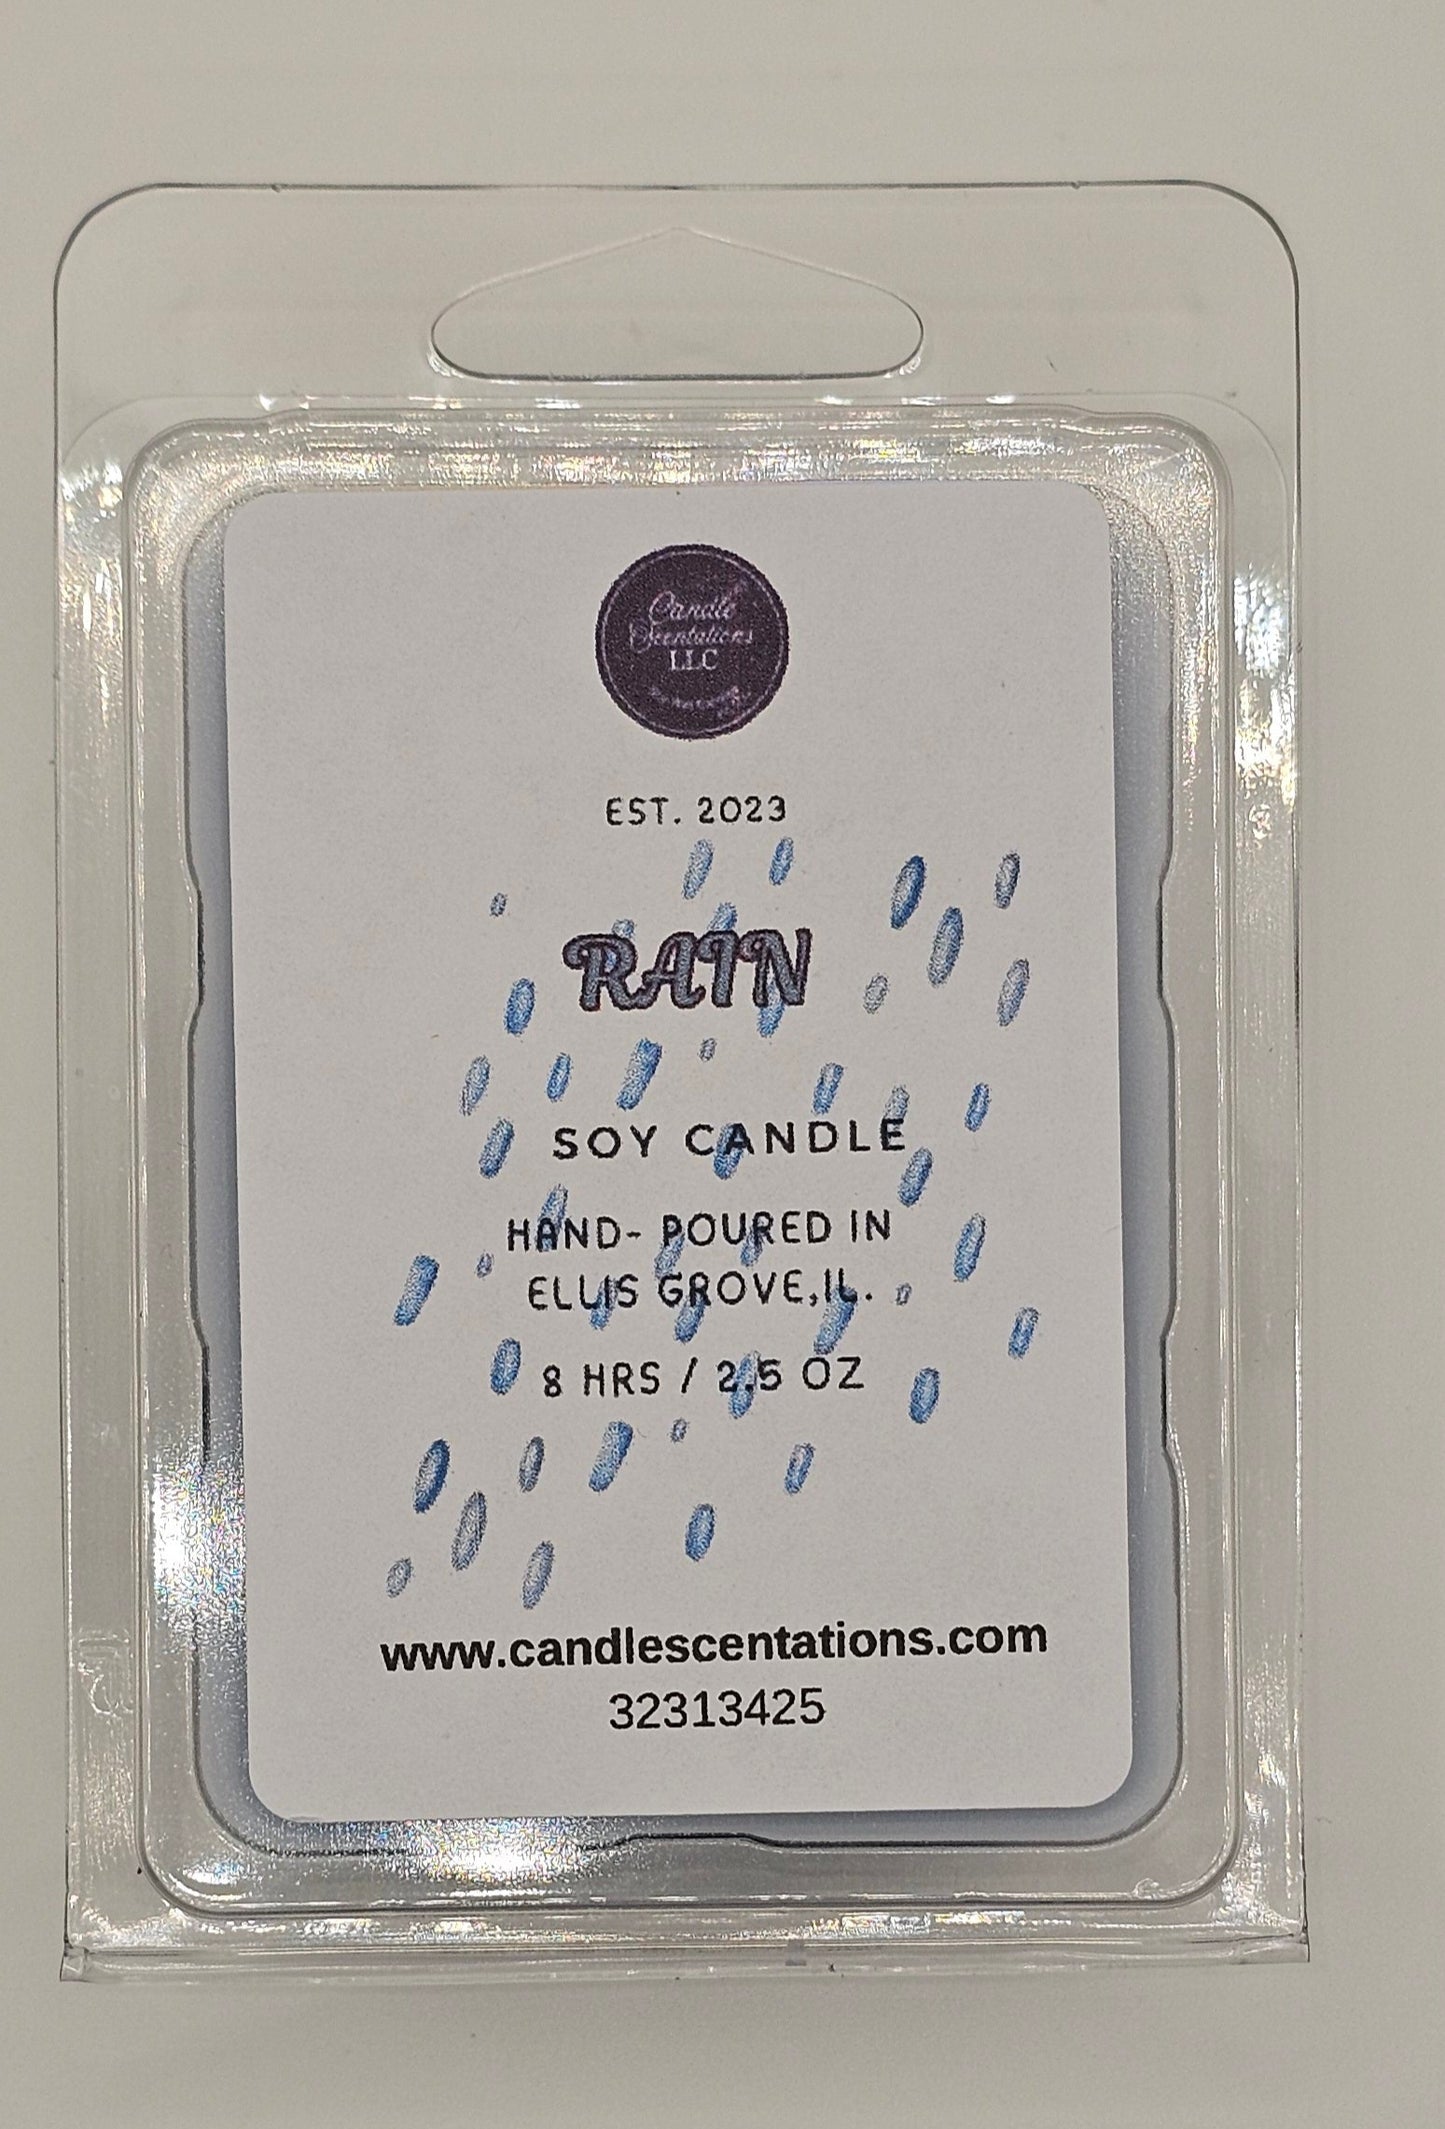 Candle
Scentations
LLC
EST. 2023
RAIN
SOY CANDLE
HAND- POURED IN
ELLIS GROVE,IL.
8 HRS / 2.5 OZ
www.candlescentations.com
32313425